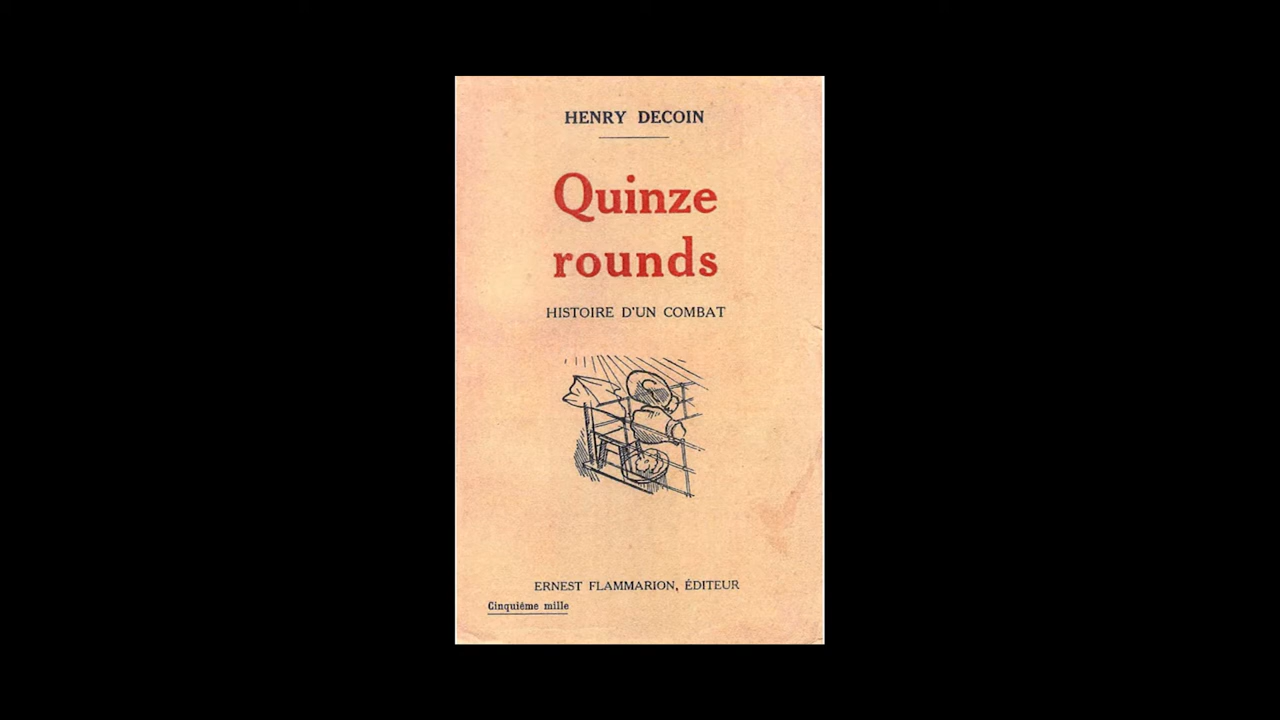 HENRY DECOIN
Quinze
rounds
HISTOIRE D'UN COMBAT
ERNEST FLAMMARION, ÉDITEUR
Cinquième mille